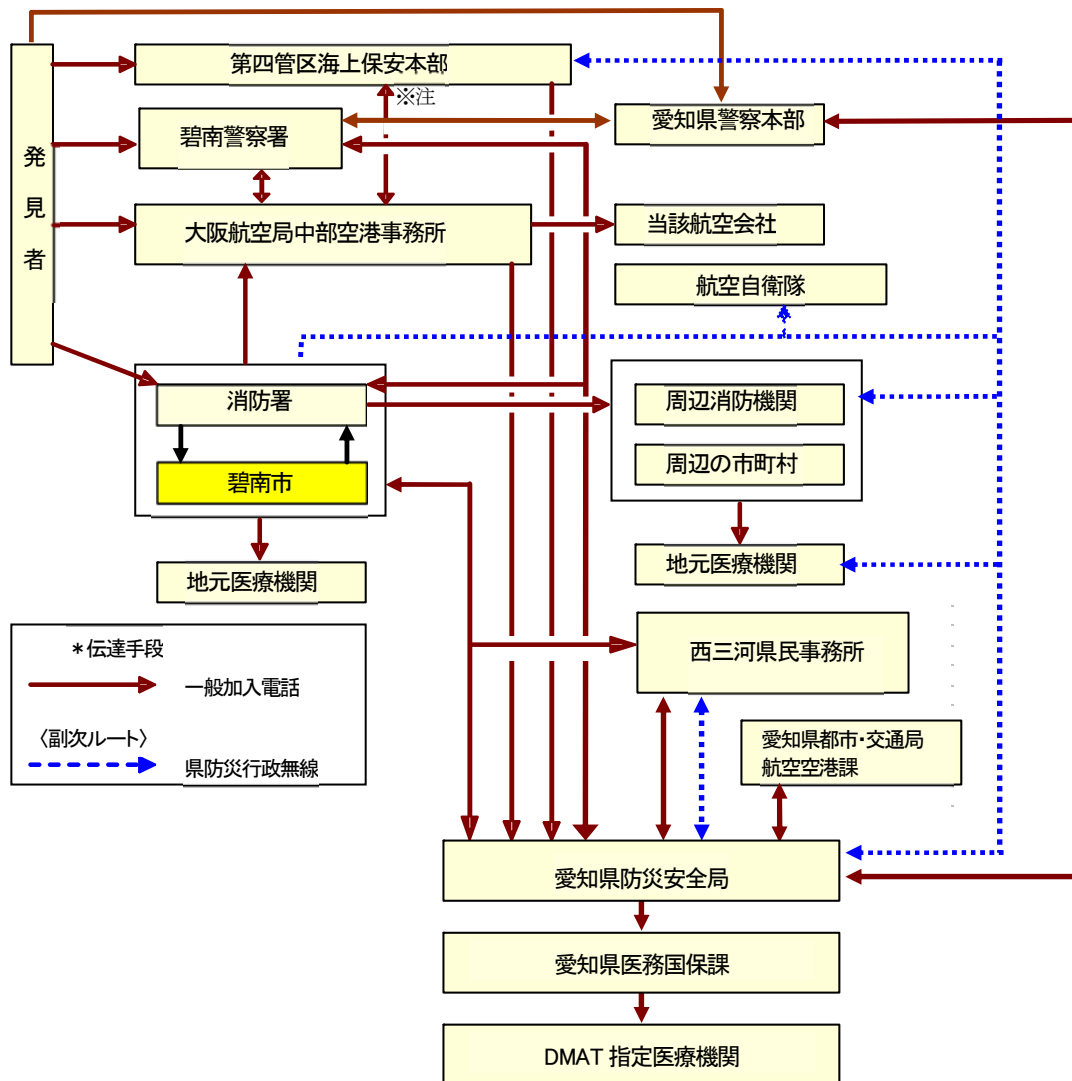 第四管区海上保安本部
※注
発見者
碧南警察署
愛知県警察本部
大阪航空局中部空港事務所
当該航空会社
航空自衛隊
消防署
周辺消防機関
碧南市
周辺の市町村
地元医療機関
地元医療機関
*伝達手段
一般加入電話
〈副次ルート〉
県防災行政無線
西三河県民事務所
愛知県都市・交通局
航空空港課
愛知県防災安全局
愛知県医務国保課
DMAT 指定医療機関